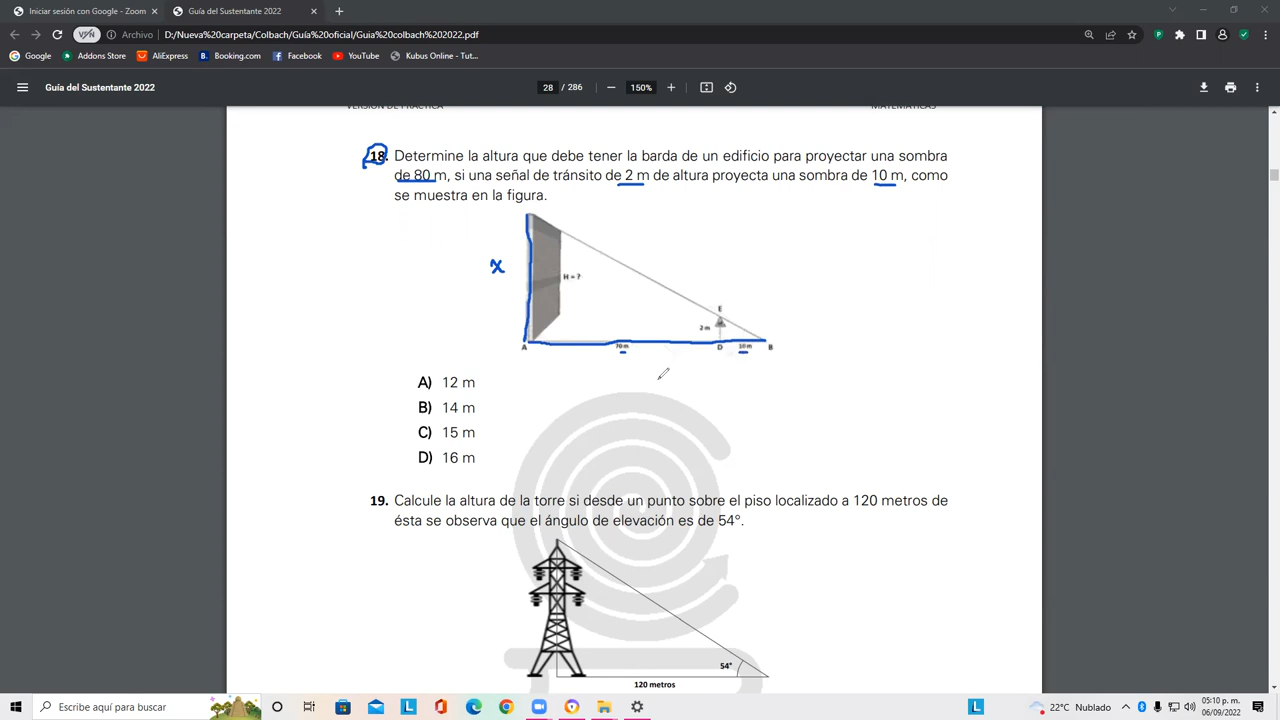 Iniciar sesión con Google - Zoom
Guía del Sustentante 2022
VPN
Archivo
D:/Nueva%20carpeta/Colbach/Guía%20oficial/Guia%20colbach%202022.pdf
Google
Addons Store
AliExpress
Booking.com
Facebook
YouTube
Kubus Online - Tut...
Guía del Sustentante 2022
28 / 286
150%
VERSIÓN DE PRÁCTICA
MATEMÁTICAS
18. Determine la altura que debe tener la barda de un edificio para proyectar una sombra
de 80 m, si una señal de tránsito de 2 m de altura proyecta una sombra de 10 m, como
se muestra en la figura.
x
H = ?
E
2 m
A
70 m
D
10 m
B
A) 12 m
B) 14 m
C) 15 m
D) 16 m
19. Calcule la altura de la torre si desde un punto sobre el piso localizado a 120 metros de
ésta se observa que el ángulo de elevación es de 54°.
54°
120 metros
Escribe aquí para buscar
22°C Nublado
05:10 p. m.
06/09/2022